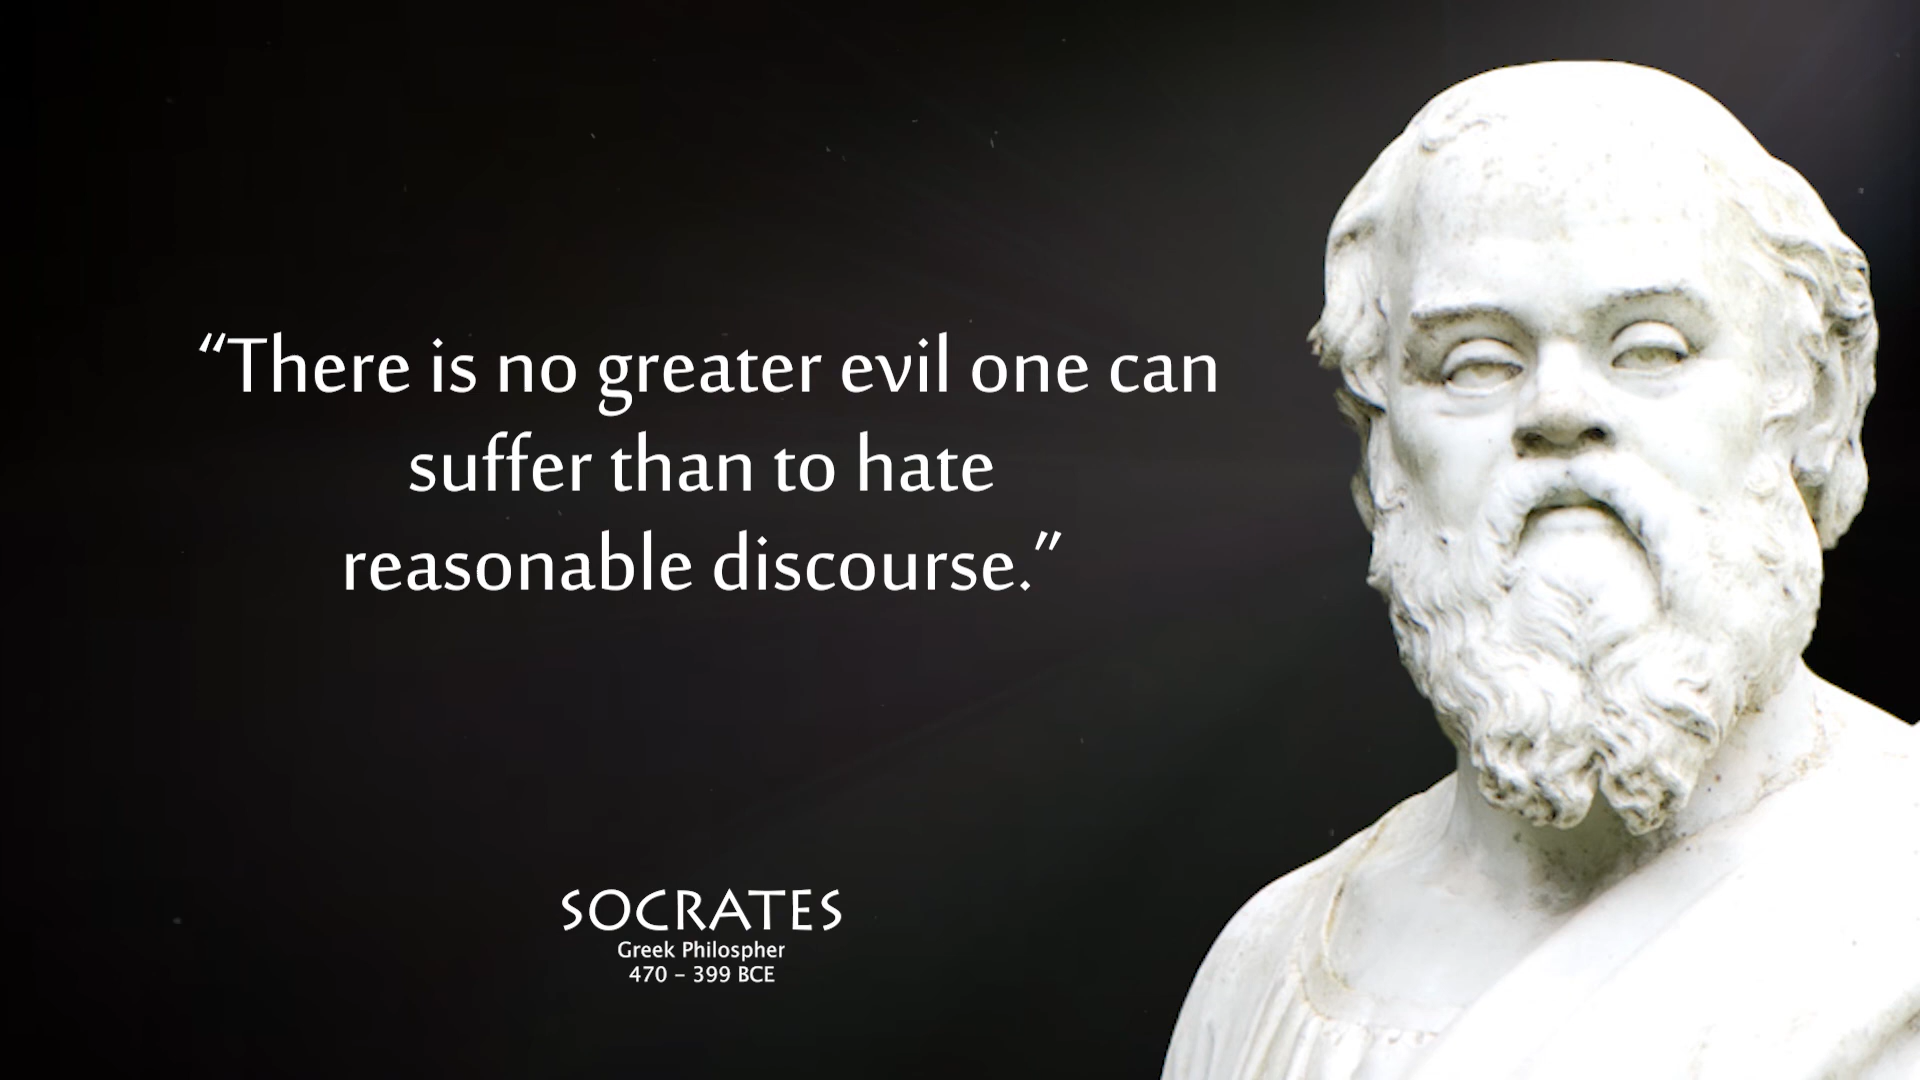 “There is no greater evil one can
suffer than to hate
reasonable discourse.”
SOCRATES
Greek Philospher
470 – 399 BCE